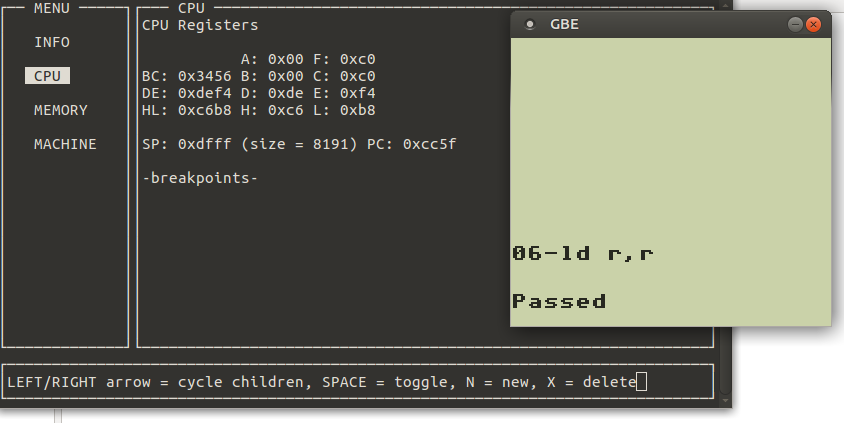 MENU
INFO
CPU
MEMORY
MACHINE
CPU
CPU Registers
A: 0x00 F: 0xc0
BC: 0x3456 B: 0x00 C: 0xc0
DE: 0xdef4 D: 0xde E: 0xf4
HL: 0xc6b8 H: 0xc6 L: 0xb8
SP: 0xdfff (size = 8191) PC: 0xcc5f
-breakpoints-
LEFT/RIGHT arrow = cycle children, SPACE = toggle, N = new, X = delete
GBE
06-ld r,r
Passed